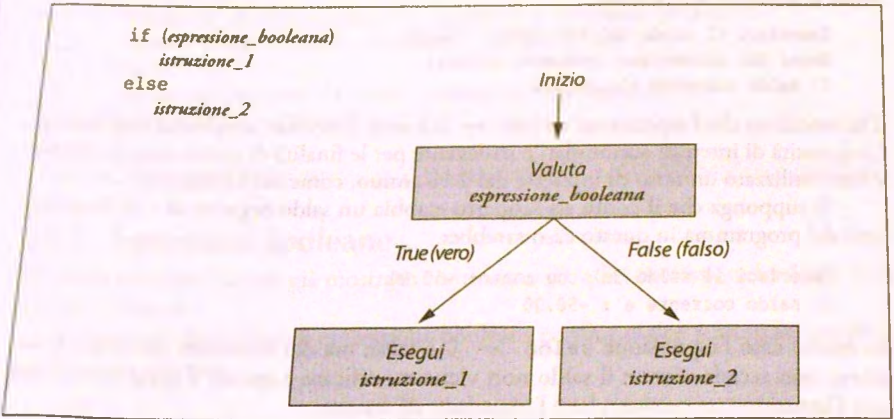 if (espressione_booleana)
istruzione_1
else
istruzione_2
Inizio
Valuta
espressione_booleana
True (vero)
False (falso)
Esegui
istruzione_1
Esegui
istruzione_2